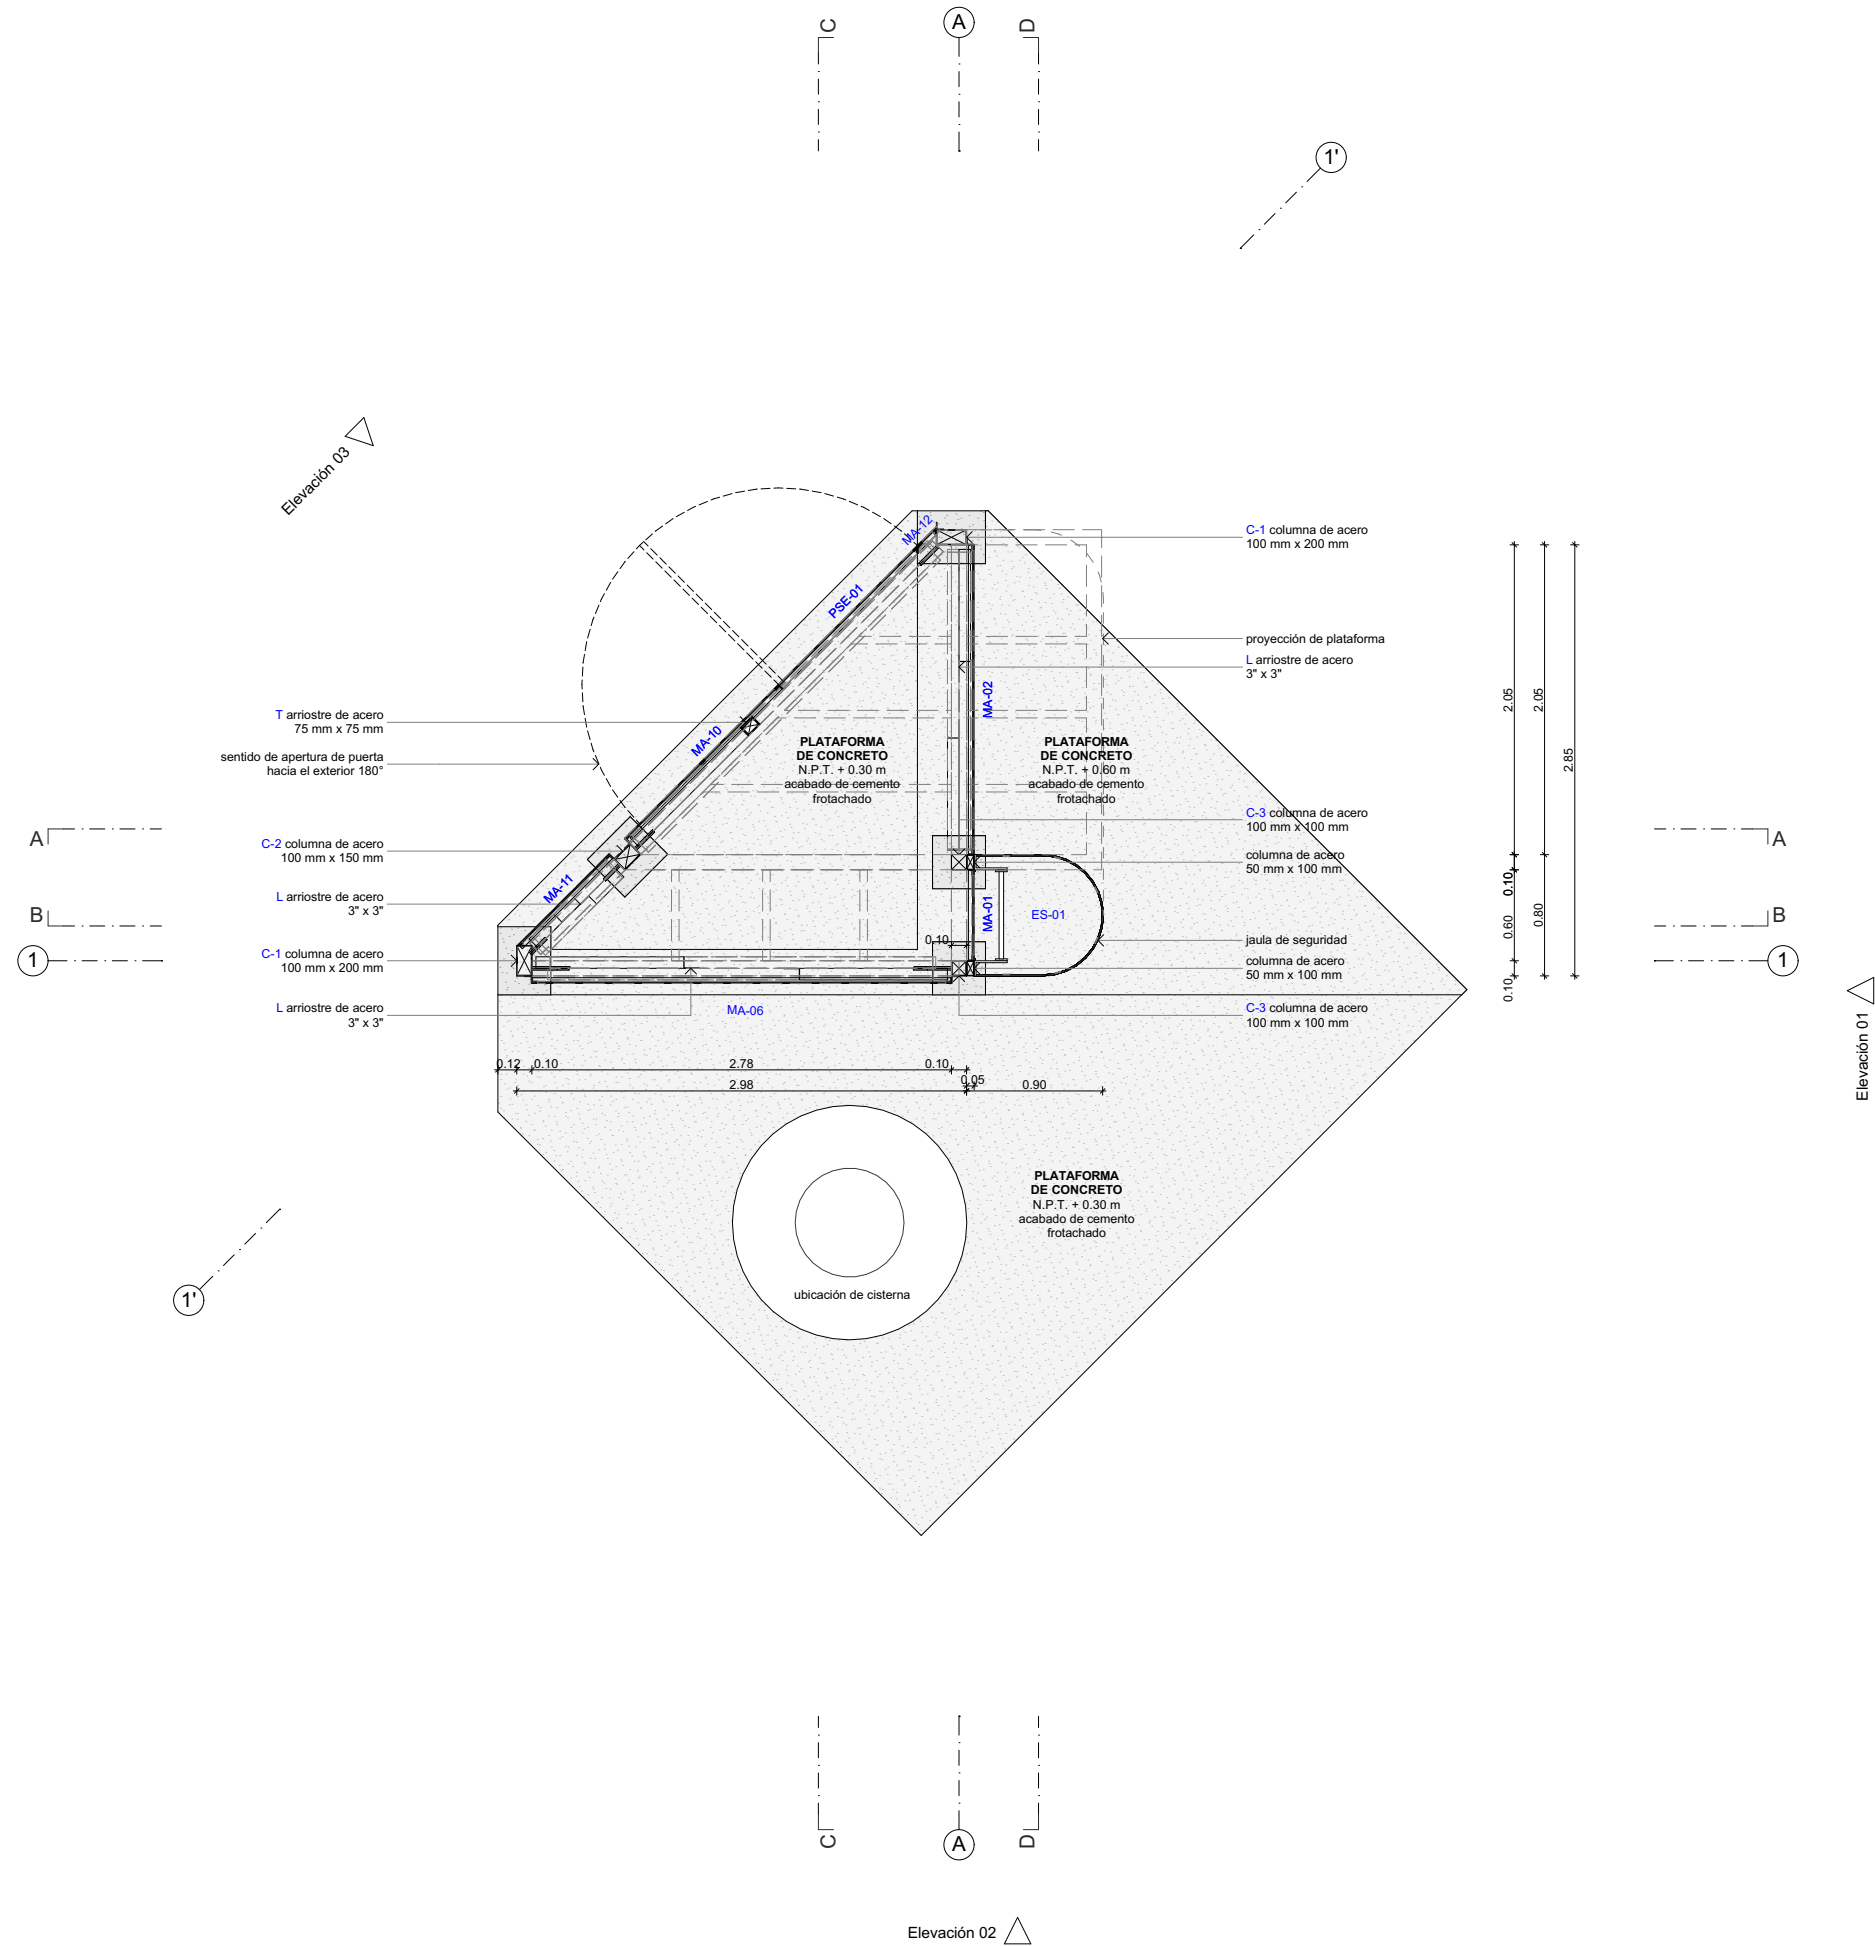 C
A
D
1'
Elevación 03
MA-12
C-1 columna de acero
100 mm x 200 mm
PSE-01
proyección de plataforma
L arriostre de acero
3" x 3"
MA-02
2.05
2.05
2.85
T arriostre de acero
75 mm x 75 mm
MA-10
sentido de apertura de puerta
hacia el exterior 180°
PLATAFORMA
DE CONCRETO
N.P.T. + 0.30 m
acabado de cemento
frotachado
PLATAFORMA
DE CONCRETO
N.P.T. + 0.60 m
acabado de cemento
frotachado
C-3 columna de acero
100 mm x 100 mm
A
A
C-2 columna de acero
100 mm x 150 mm
columna de acero
50 mm x 100 mm
0.10
MA-11
L arriostre de acero
3" x 3"
B
MA-01
ES-01
0.60
0.80
B
0.10
jaula de seguridad
C-1 columna de acero
100 mm x 200 mm
columna de acero
50 mm x 100 mm
1
1
0.10
L arriostre de acero
3" x 3"
MA-06
C-3 columna de acero
100 mm x 100 mm
Elevación 01
0.12
0.10
2.78
0.10
2.98
0.05
0.90
PLATAFORMA
DE CONCRETO
N.P.T. + 0.30 m
acabado de cemento
frotachado
ubicación de cisterna
1'
C
A
D
Elevación 02